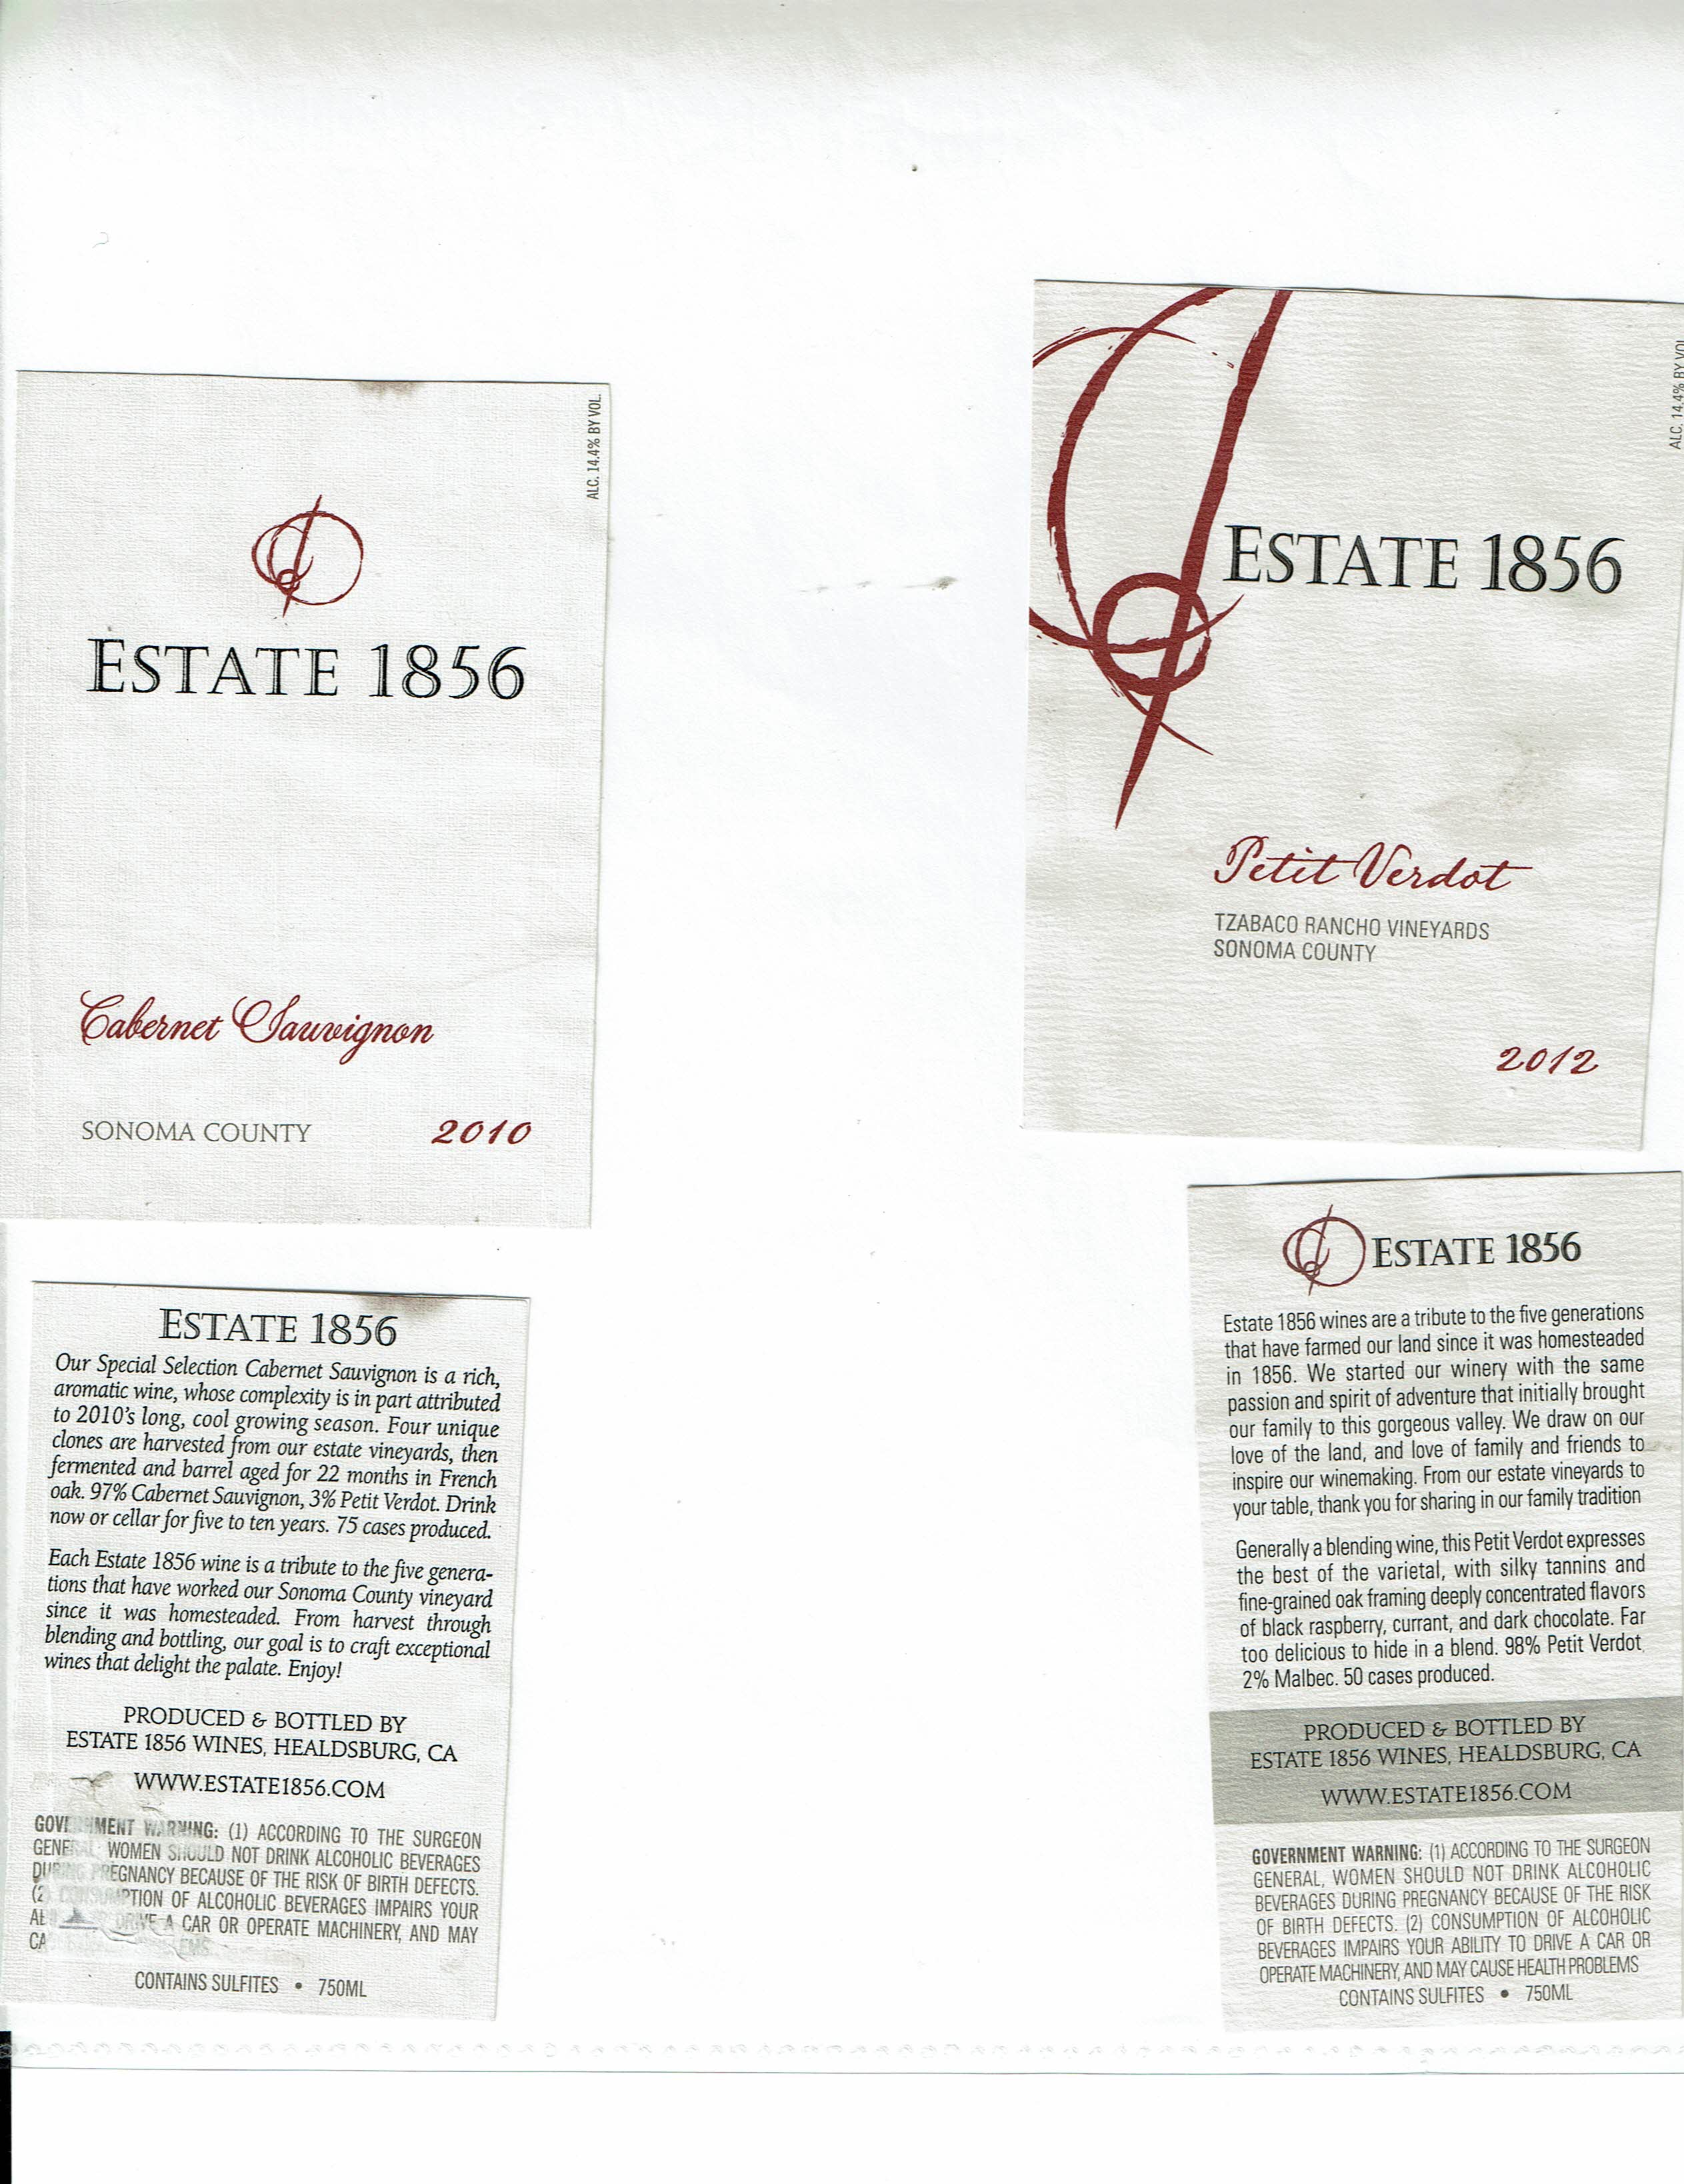 ALC. 14.4% BY VOL.
ESTATE 1856
Cabernet Sauvignon
SONOMA COUNTY 2010
ESTATE 1856
Our Special Selection Cabernet Sauvignon is a rich,
aromatic wine, whose complexity is in part attributed
to 2010's long, cool growing season. Four unique
clones are harvested from our estate vineyards, then
fermented and barrel aged for 22 months in French
oak. 97% Cabernet Sauvignon, 3% Petit Verdot. Drink
now or cellar for five to ten years. 75 cases produced.
Each Estate 1856 wine is a tribute to the five genera-
tions that have worked our Sonoma County vineyard
since it was homesteaded. From harvest through
blending and bottling, our goal is to craft exceptional
wines that delight the palate. Enjoy!
PRODUCED & BOTTLED BY
ESTATE 1856 WINES, HEALDSBURG, CA
WWW.ESTATE1856.COM
GOVERNMENT WARNING: (1) ACCORDING TO THE SURGEON
GENERAL, WOMEN SHOULD NOT DRINK ALCOHOLIC BEVERAGES
DURING PREGNANCY BECAUSE OF THE RISK OF BIRTH DEFECTS.
(2) CONSUMPTION OF ALCOHOLIC BEVERAGES IMPAIRS YOUR
DRIVE A CAR OR OPERATE MACHINERY, AND MAY
CONTAINS SULFITES • 750ML
ALC. 14.4% BY VOL
ESTATE 1856
Petit Verdot
TZABACO RANCHO VINEYARDS
SONOMA COUNTY
2012
ESTATE 1856
Estate 1856 wines are a tribute to the five generations
that have farmed our land since it was homesteaded
in 1856. We started our winery with the same
passion and spirit of adventure that initially brought
our family to this gorgeous valley. We draw on our
love of the land, and love of family and friends to
inspire our winemaking. From our estate vineyards to
your table, thank you for sharing in our family tradition
Generally a blending wine, this Petit Verdot expresses
the best of the varietal, with silky tannins and
fine-grained oak framing deeply concentrated flavors
of black raspberry, currant, and dark chocolate. Far
too delicious to hide in a blend. 98% Petit Verdot,
2% Malbec. 50 cases produced.
PRODUCED & BOTTLED BY
ESTATE 1856 WINES, HEALDSBURG, CA
WWW.ESTATE1856.COM
GOVERNMENT WARNING: (1) ACCORDING TO THE SURGEON
GENERAL, WOMEN SHOULD NOT DRINK ALCOHOLIC
BEVERAGES DURING PREGNANCY BECAUSE OF THE RISK
OF BIRTH DEFECTS. (2) CONSUMPTION OF ALCOHOLIC
BEVERAGES IMPAIRS YOUR ABILITY TO DRIVE A CAR OR
OPERATE MACHINERY, AND MAY CAUSE HEALTH PROBLEMS
CONTAINS SULFITES • 750ML